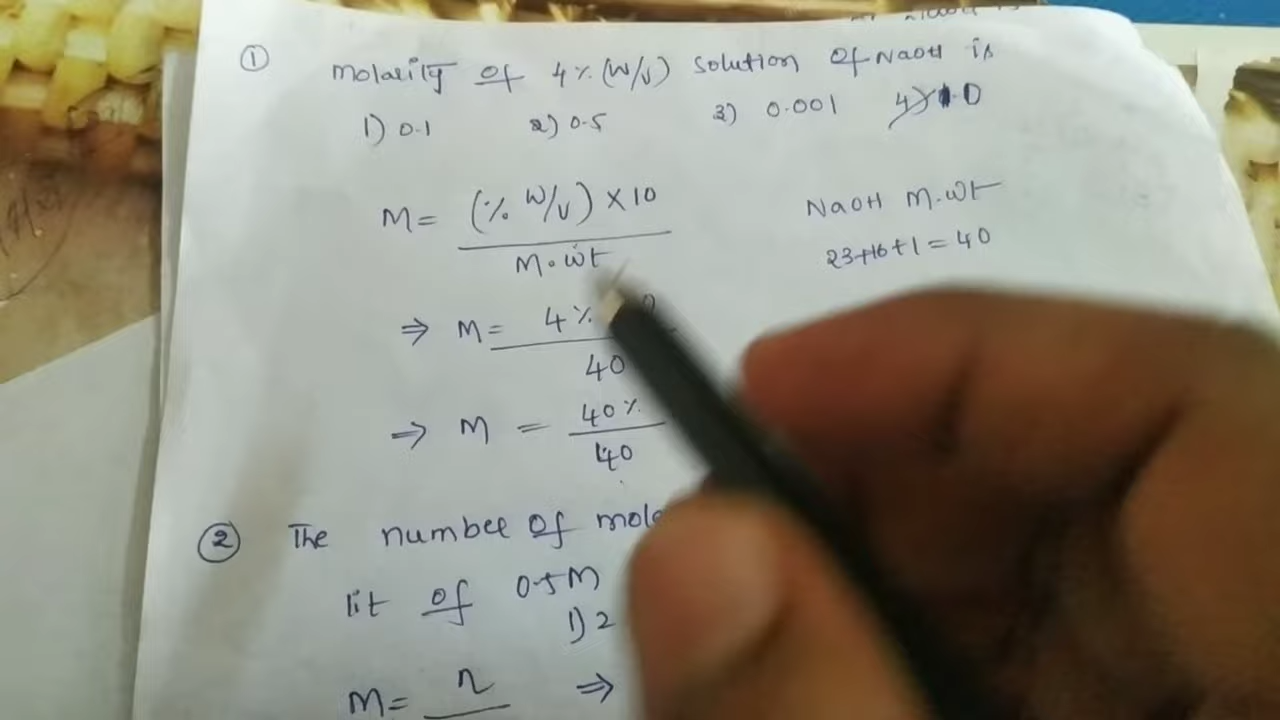 ① Molarity of 4% (W/V) solution of NaOH is
1) 0.1 2) 0.5 3) 0.001 4) 1.0
M = (% W/V) × 10
M.wt
NaOH M.wt
23+16+1 = 40
⇒ M = 4%
40
⇒ M = 40%
40
② The number of
lit of 0.5M
1) 2
M = n ⇒